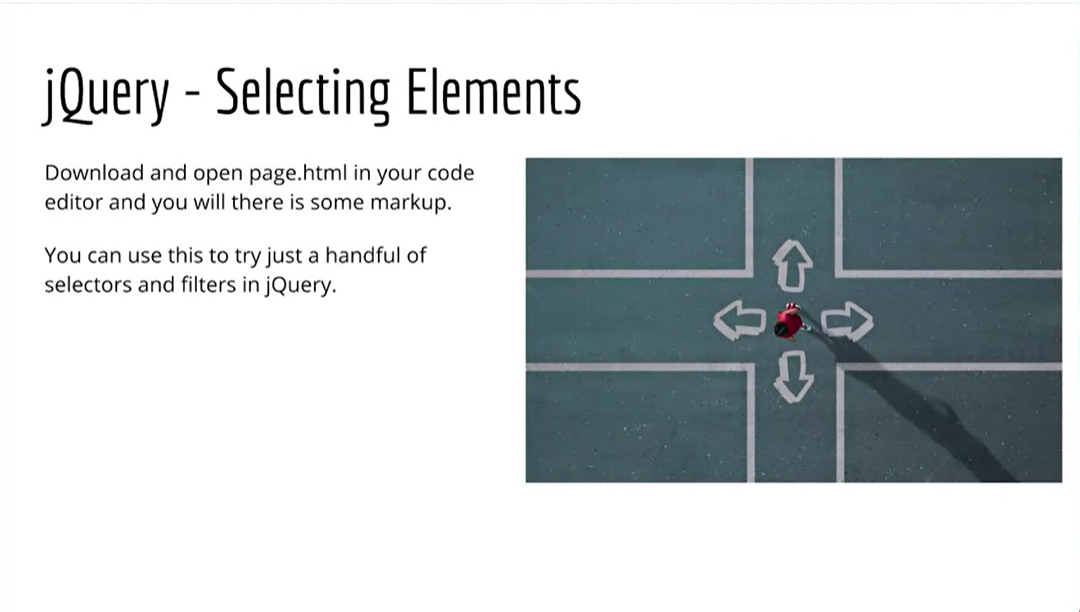 jQuery - Selecting Elements
Download and open page.html in your code
editor and you will there is some markup.
You can use this to try just a handful of
selectors and filters in jQuery.